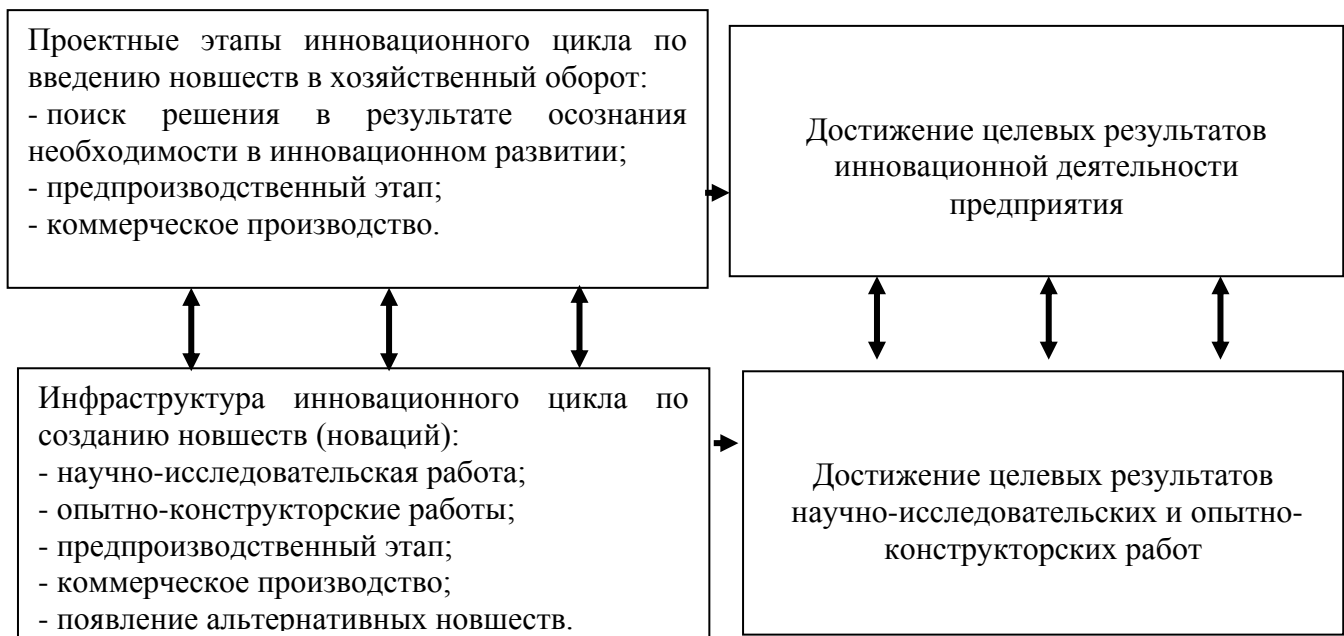 Проектные этапы инновационного цикла по
введению новшеств в хозяйственный оборот:
- поиск решения в результате осознания
необходимости в инновационном развитии;
- предпроизводственный этап;
- коммерческое производство.
Достижение целевых результатов
инновационной деятельности
предприятия
Инфраструктура инновационного цикла по
созданию новшеств (новаций):
- научно-исследовательская работа;
- опытно-конструкторские работы;
- предпроизводственный этап;
- коммерческое производство;
- появление альтернативных новшеств.
Достижение целевых результатов
научно-исследовательских и опытно-
конструкторских работ